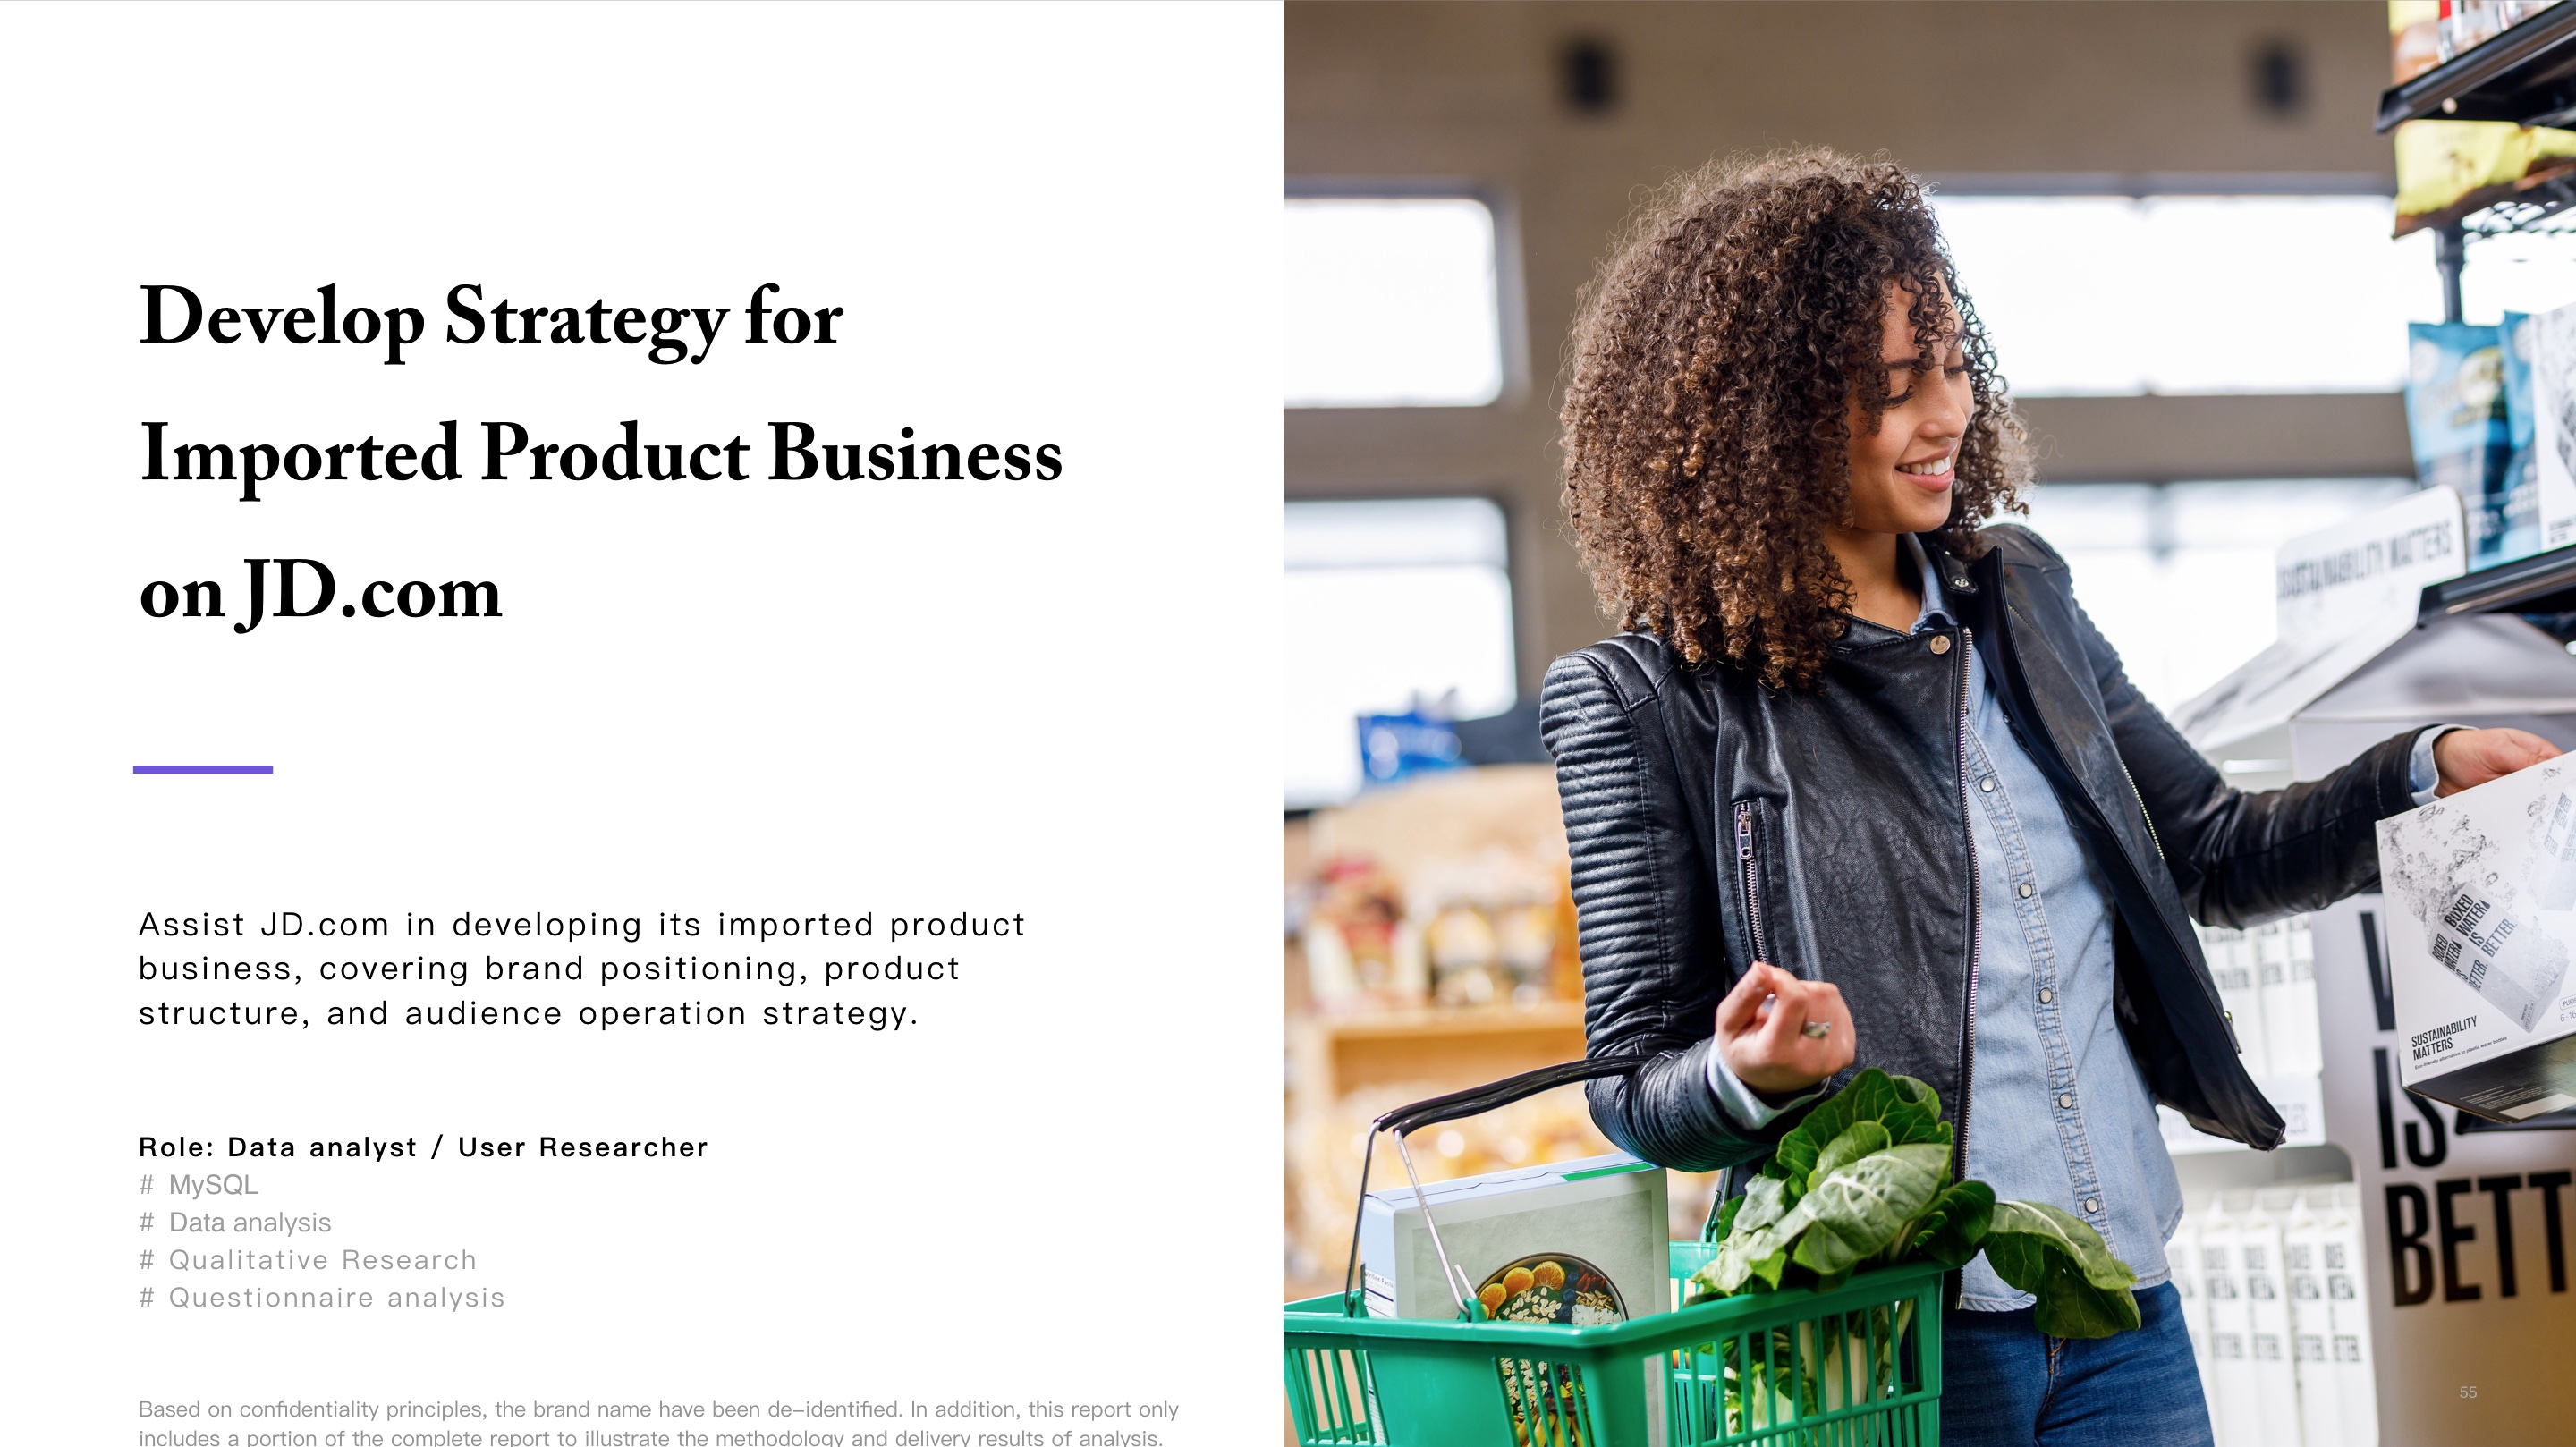 Develop Strategy for
Imported Product Business
on JD.com
Assist JD.com in developing its imported product
business, covering brand positioning, product
structure, and audience operation strategy.
Role: Data analyst / User Researcher
# MySQL
# Data analysis
# Qualitative Research
# Questionnaire analysis
Based on confidentiality principles, the brand name have been de-identified. In addition, this report only
includes a portion of the complete report to illustrate the methodology and delivery results of analysis.
SUSTAINABILITY MATTERS
BOXED
WATER
IS
BETTER.
SUSTAINABILITY
MATTERS
IS
BETT
55